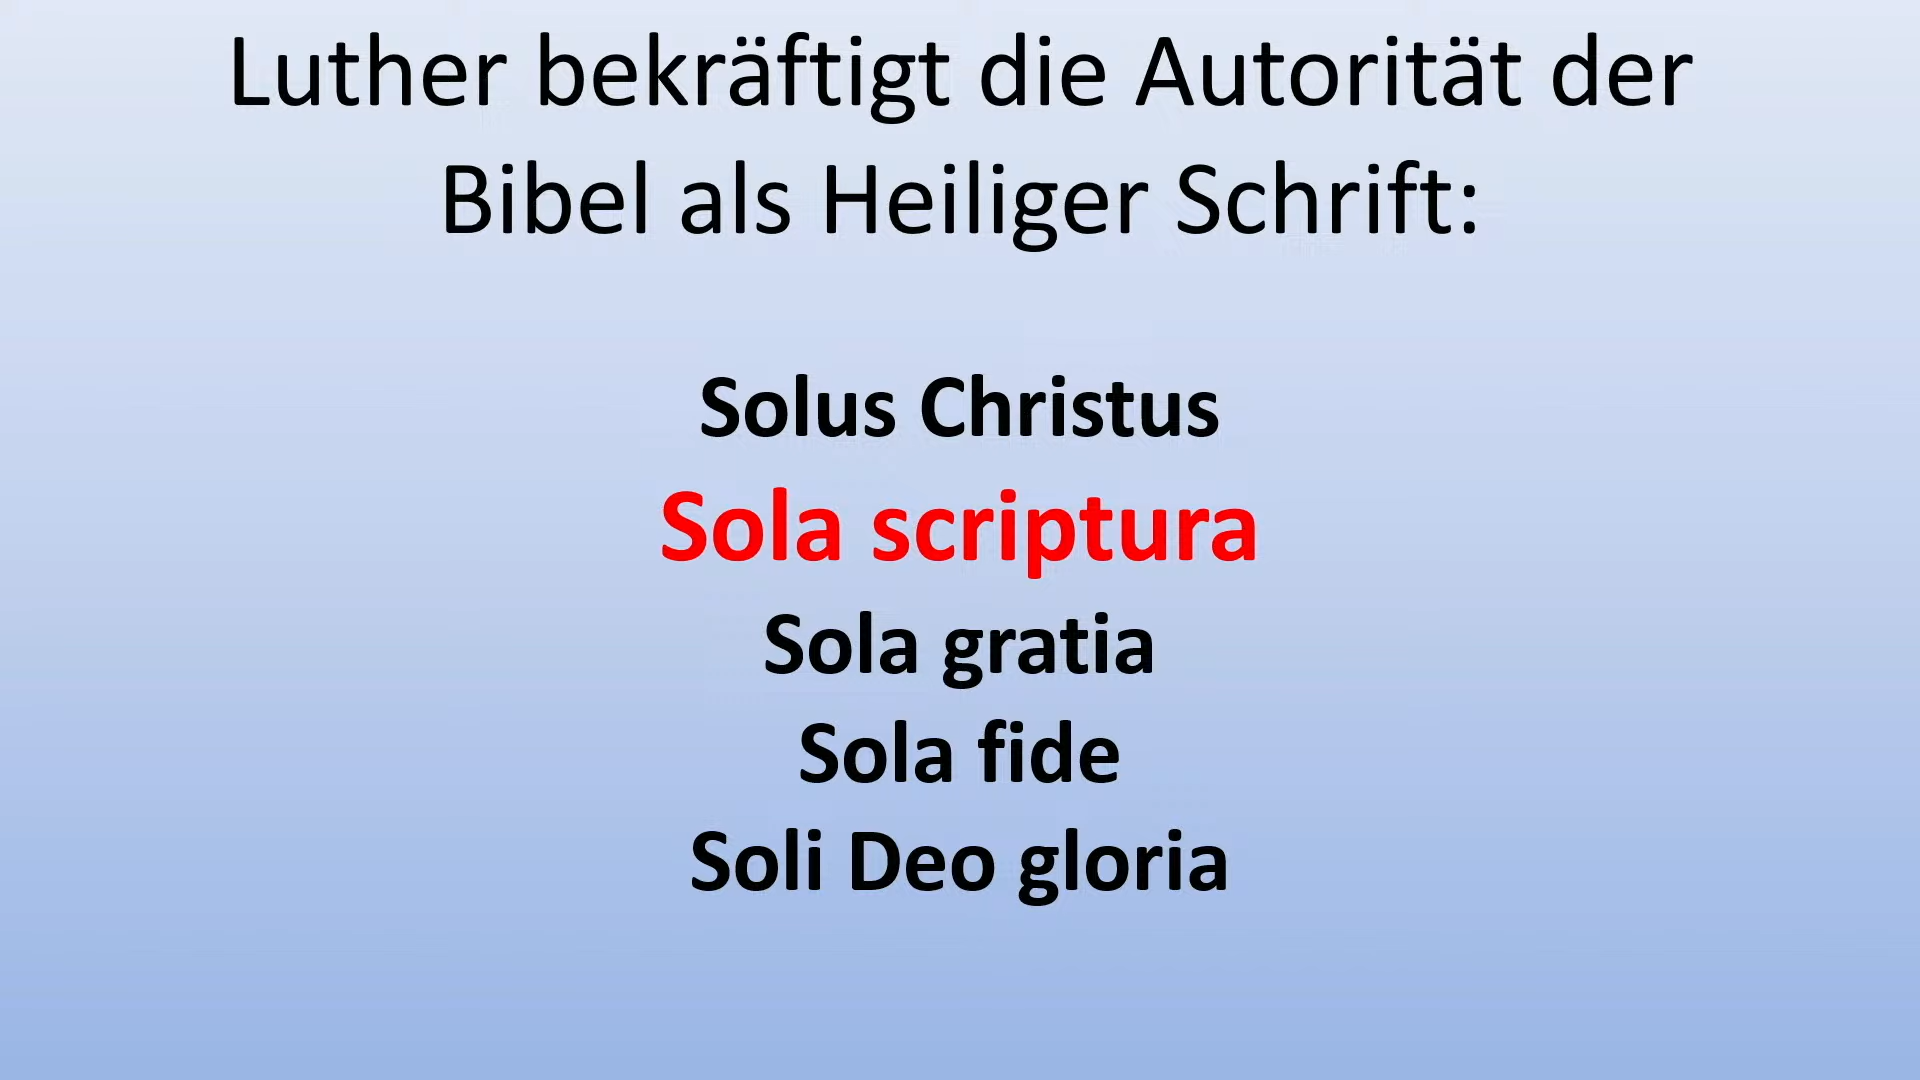 Luther bekräftigt die Autorität der
Bibel als Heiliger Schrift:
Solus Christus
Sola scriptura
Sola gratia
Sola fide
Soli Deo gloria